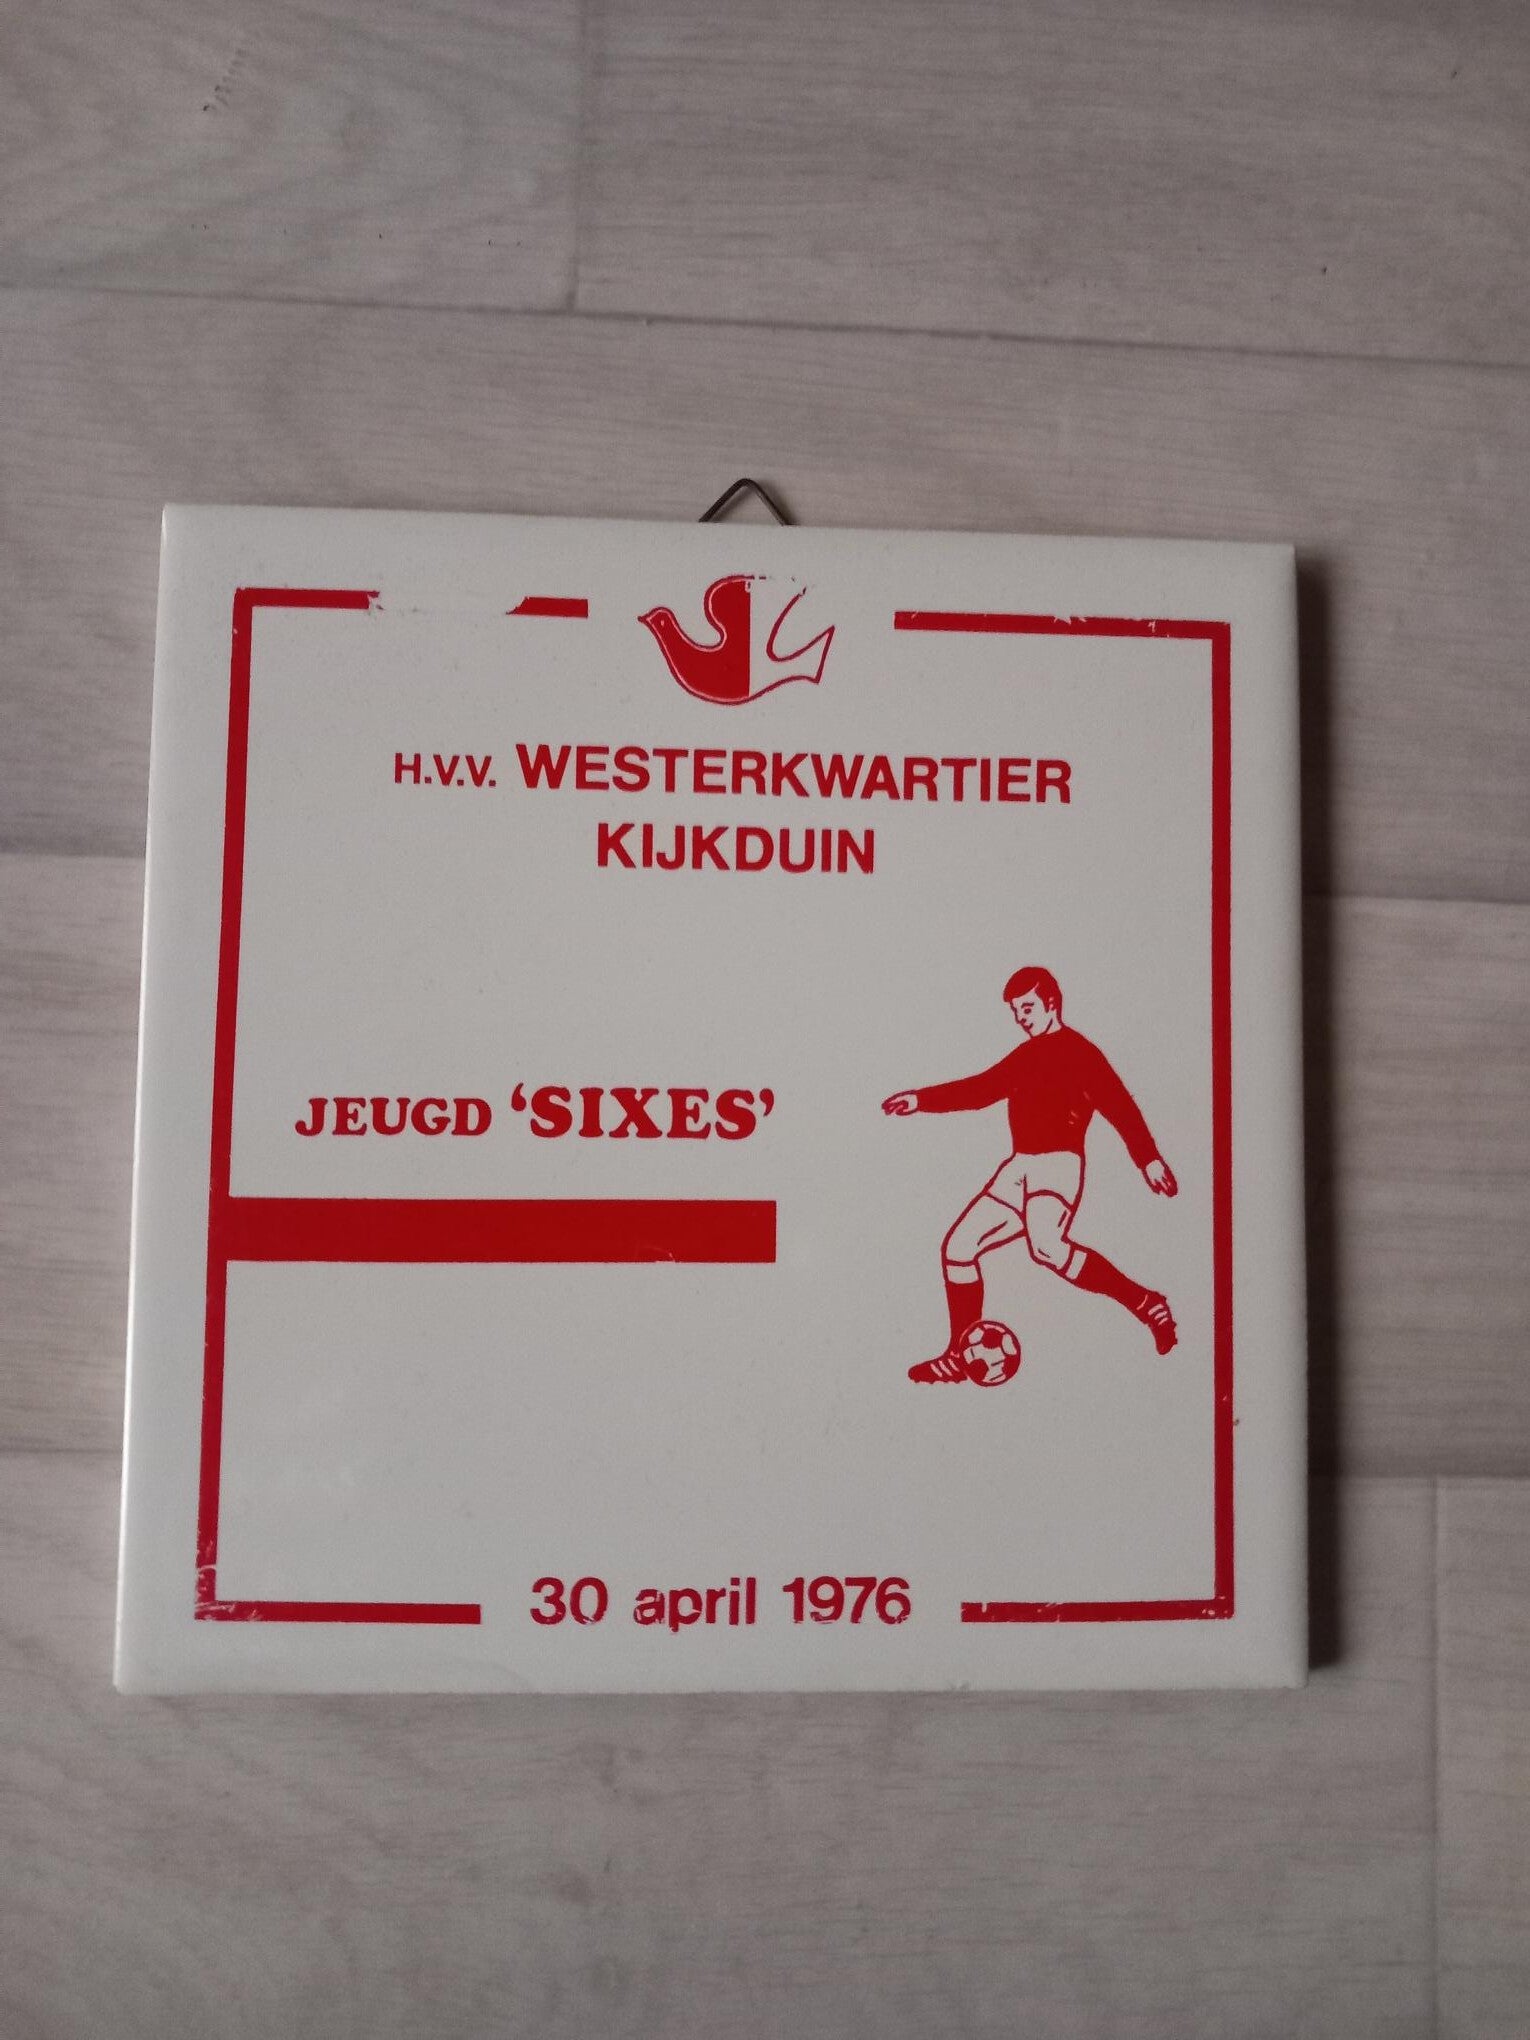 H.V.V. WESTERKWARTIER
KIJKDUIN
JEUGD ‘SIXES’
30 april 1976